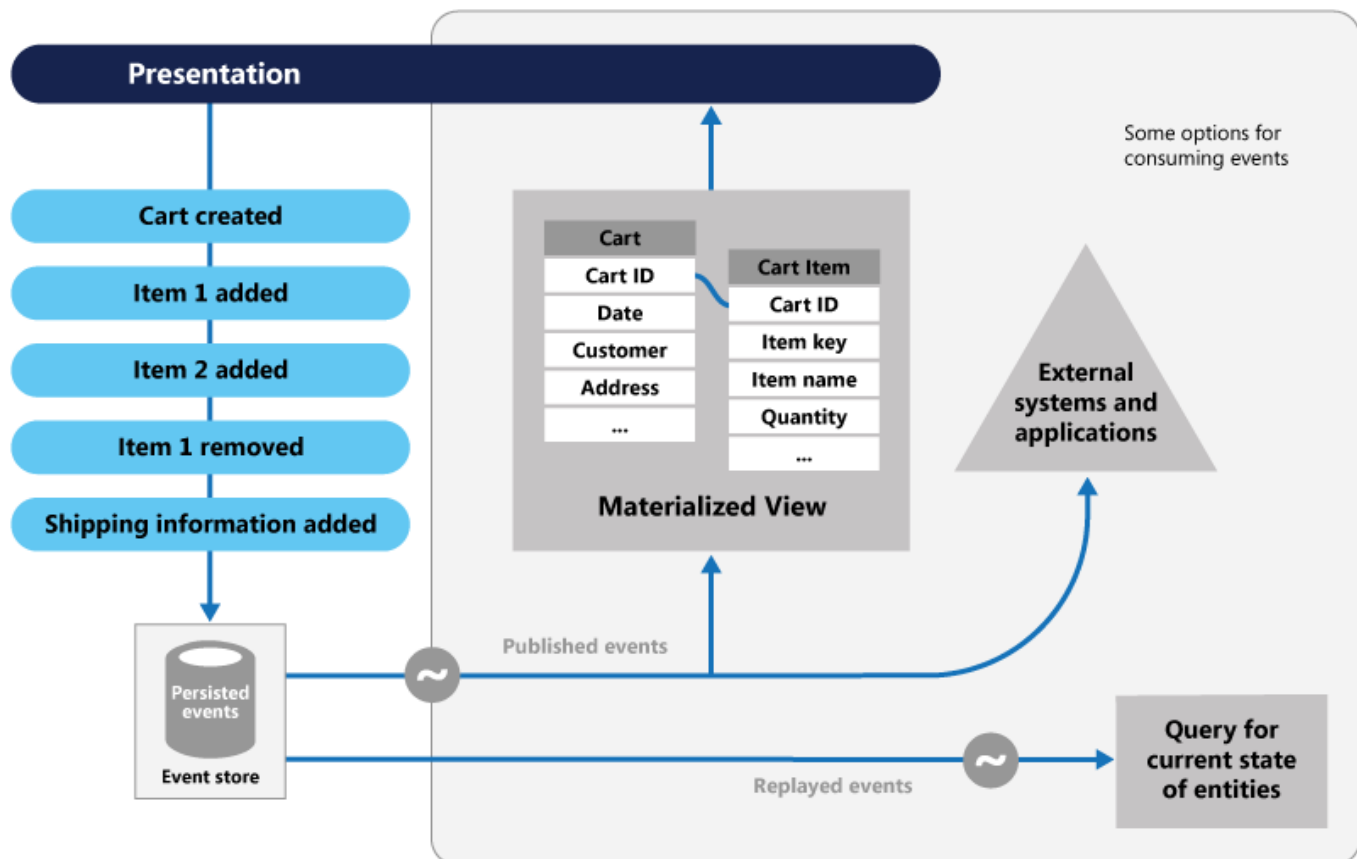 Presentation
Some options for
consuming events
Cart created
Item 1 added
Item 2 added
Item 1 removed
Shipping information added
Cart
Cart ID
Date
Customer
Address
...
Cart Item
Cart ID
Item key
Item name
Quantity
...
Materialized View
External
systems and
applications
Published events
~
Persisted
events
Event store
Replayed events
~
Query for
current state
of entities